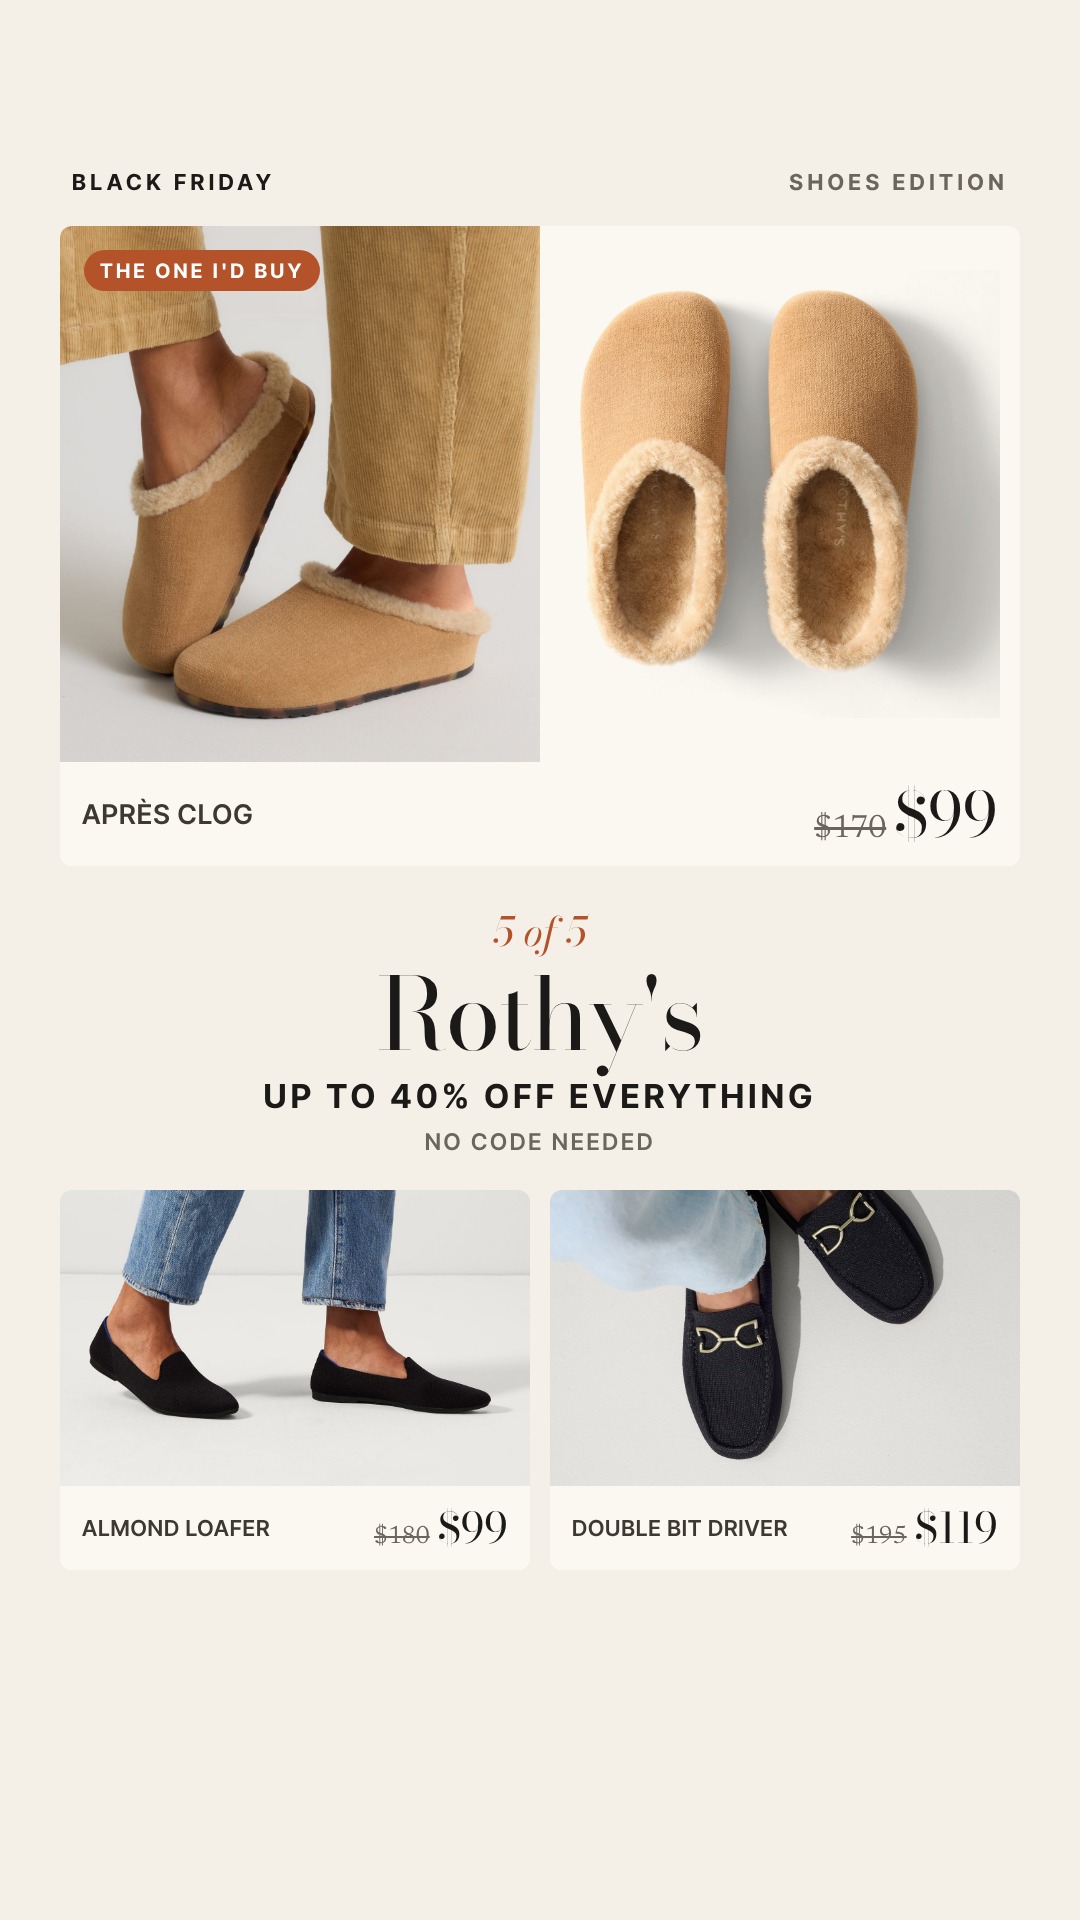 BLACK FRIDAY
SHOES EDITION
THE ONE I'D BUY
APRÈS CLOG
$170 $99
5 of 5
Rothy's
UP TO 40% OFF EVERYTHING
NO CODE NEEDED
ALMOND LOAFER
$180 $99
DOUBLE BIT DRIVER
$195 $119